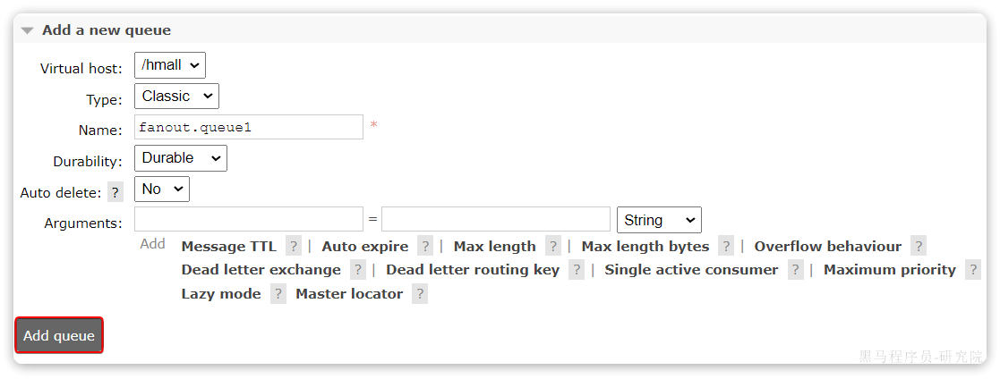 Add a new queue
Virtual host: /hmall
Type: Classic
Name: fanout.queue1 *
Durability: Durable
Auto delete: ? No
Arguments: = String
Add Message TTL ? | Auto expire ? | Max length ? | Max length bytes ? | Overflow behaviour ?
Dead letter exchange ? | Dead letter routing key ? | Single active consumer ? | Maximum priority ?
Lazy mode ? Master locator ?
Add queue
黑马程序员-研究院